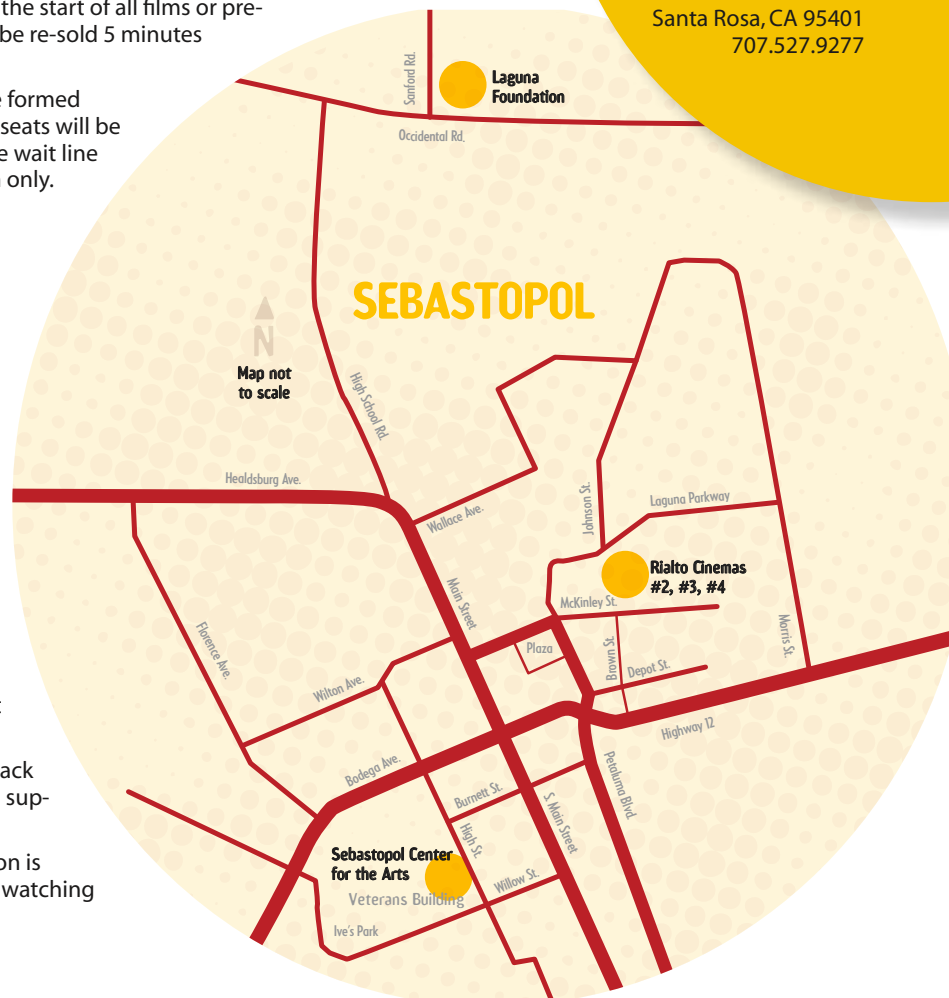 the start of all films or pre-
be re-sold 5 minutes
formed
seats will be
wait line
only.
Santa Rosa, CA 95401
707.527.9277
Sanford Rd.
Laguna
Foundation
Occidental Rd.
SEBASTOPOL
N
Map not
to scale
High School Rd.
Healdsburg Ave.
Wallace Ave.
Johnson St.
Laguna Parkway
Rialto Cinemas
#2, #3, #4
McKinley St.
Main Street
Plaza
Brown St.
Depot St.
Morris St.
Florence Ave.
Wilton Ave.
Highway 12
Bodega Ave.
Petaluma Blvd.
Burnett St.
S. Main Street
High St.
Sebastopol Center
for the Arts
Veterans Building
Willow St.
Ive's Park
ack
sup-
on is
watching